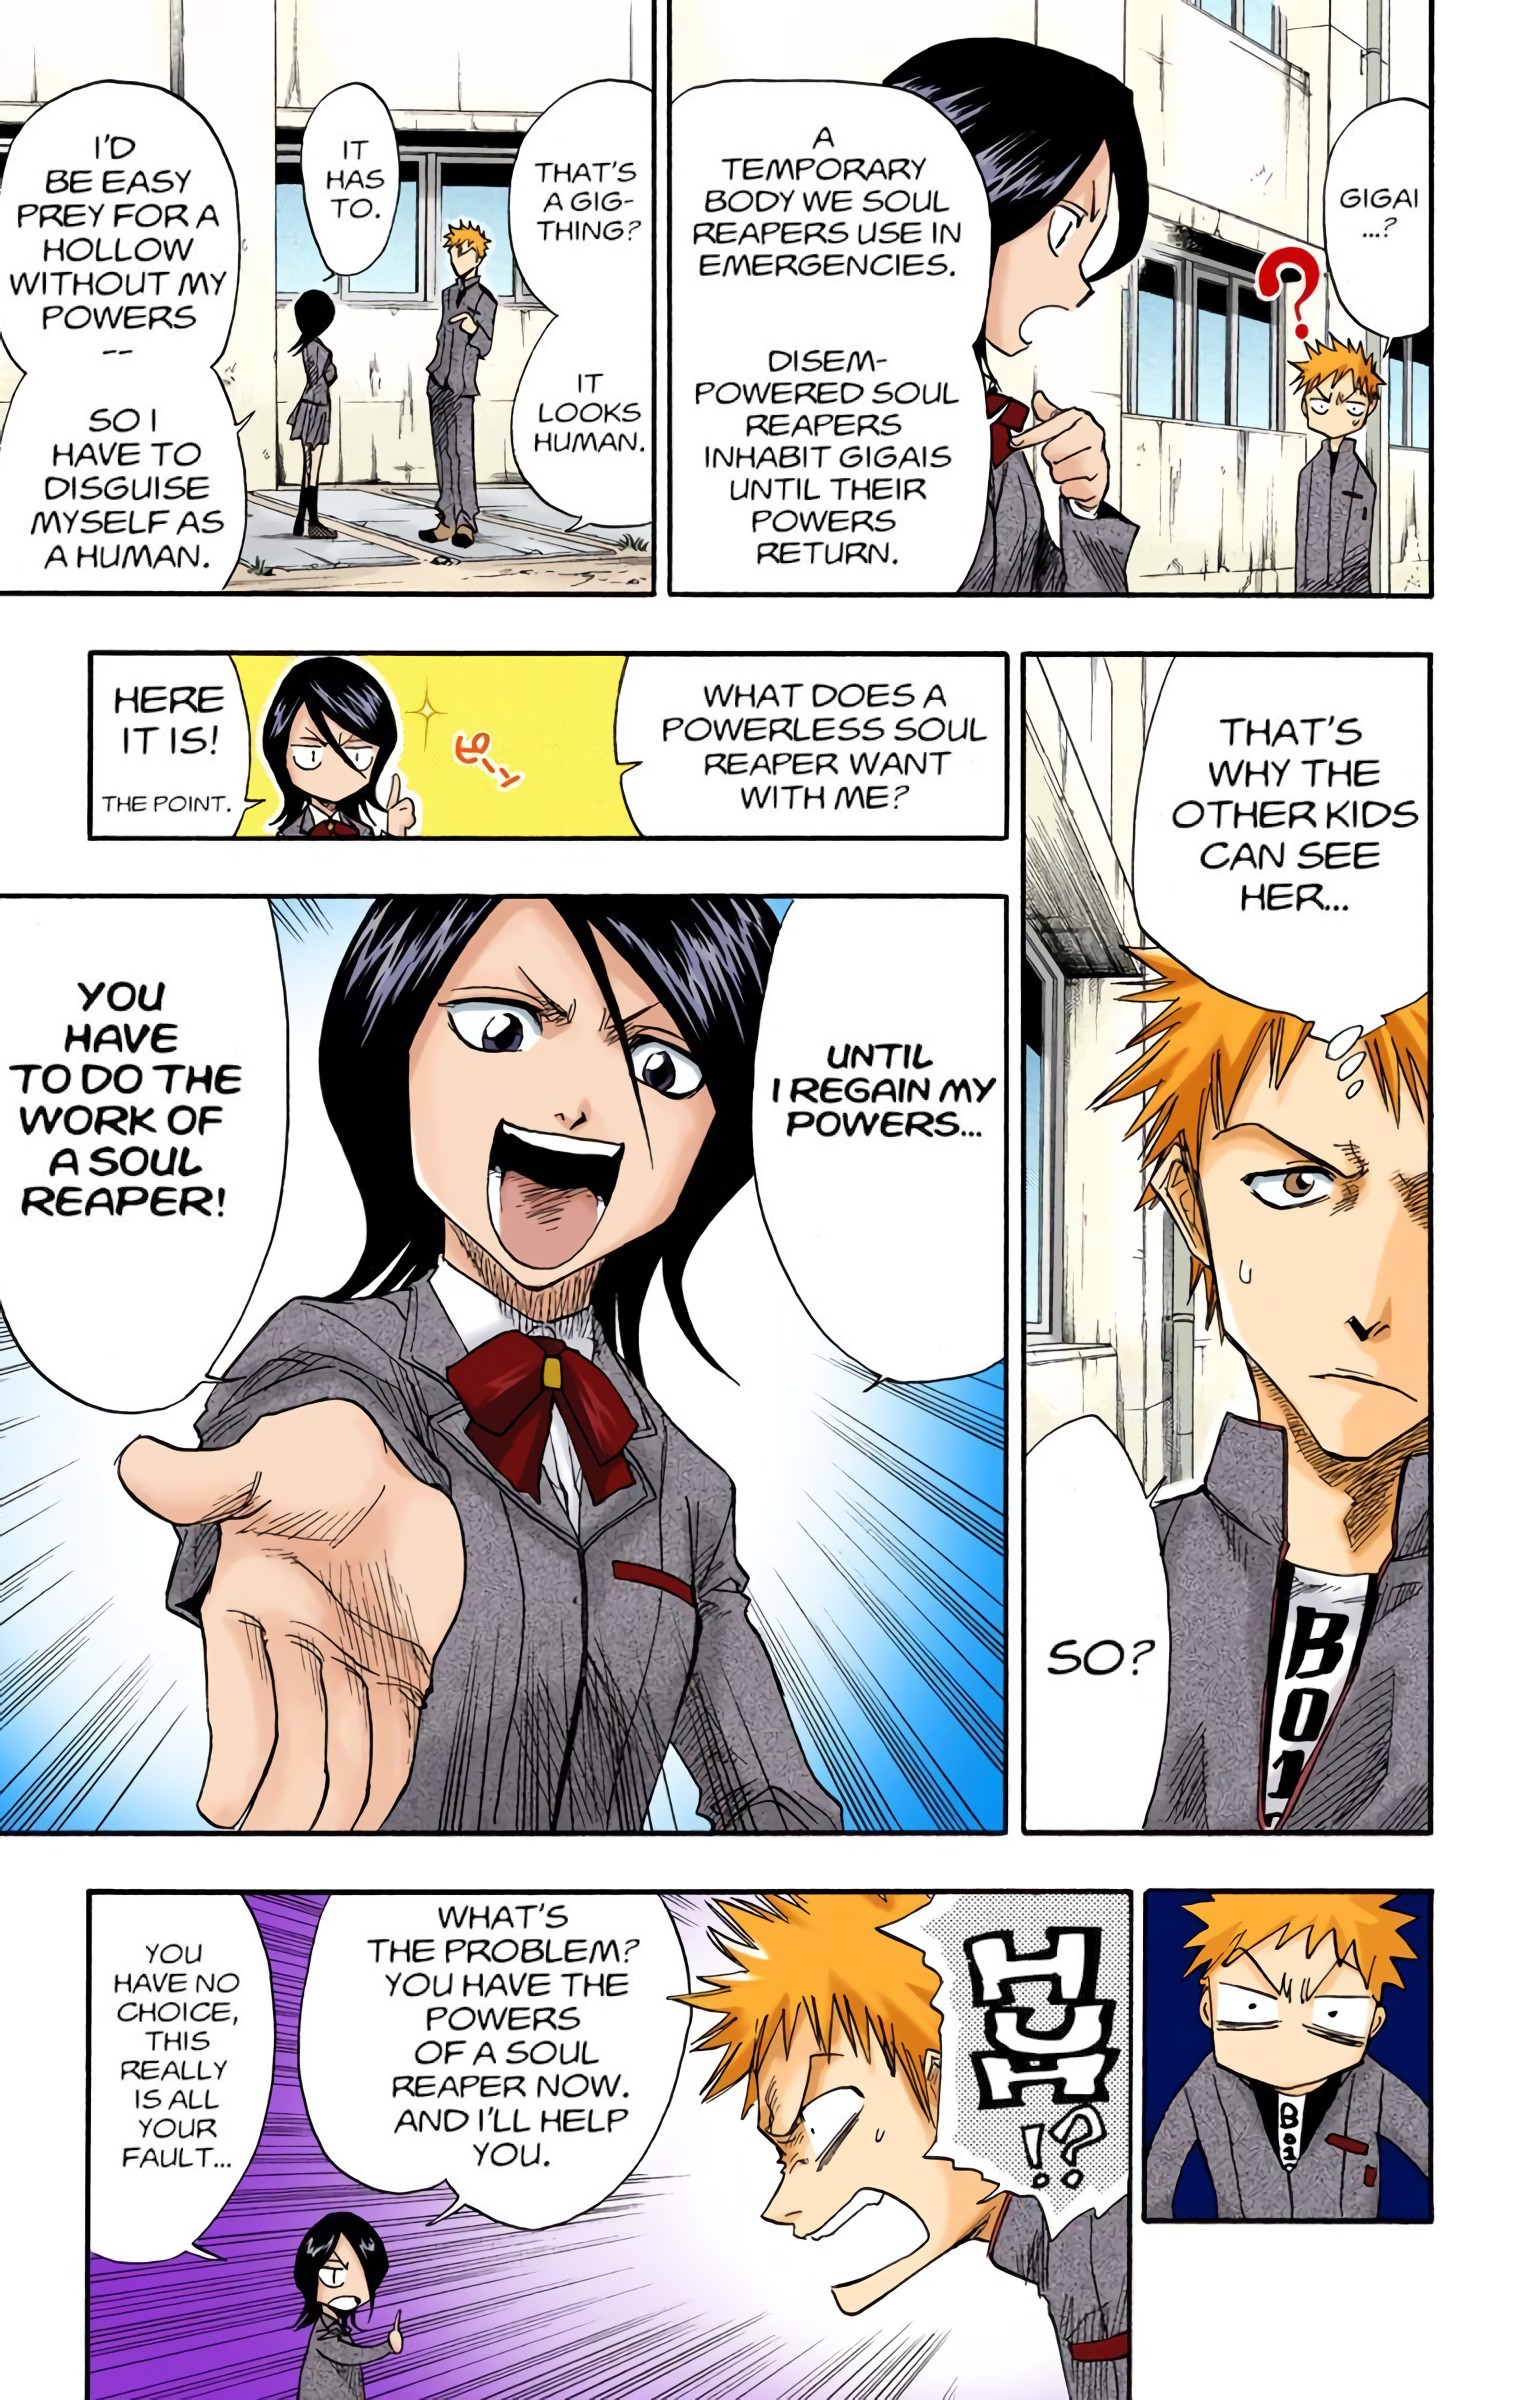 GIGAI
...?
A
TEMPORARY
BODY WE SOUL
REAPERS USE IN
EMERGENCIES.
DISEM-
POWERED SOUL
REAPERS
INHABIT GIGAIS
UNTIL THEIR
POWERS
RETURN.
THAT'S
A GIG-
THING?
IT
LOOKS
HUMAN.
IT
HAS
TO.
I'D
BE EASY
PREY FOR A
HOLLOW
WITHOUT MY
POWERS
--
SO I
HAVE TO
DISGUISE
MYSELF AS
A HUMAN.
THAT'S
WHY THE
OTHER KIDS
CAN SEE
HER...
SO?
WHAT DOES A
POWERLESS SOUL
REAPER WANT
WITH ME?
HERE
IT IS!
THE POINT.
UNTIL
I REGAIN MY
POWERS...
YOU
HAVE
TO DO THE
WORK OF
A SOUL
REAPER!
HUH
!?
WHAT'S
THE PROBLEM?
YOU HAVE THE
POWERS
OF A SOUL
REAPER NOW.
AND I'LL HELP
YOU.
YOU
HAVE NO
CHOICE,
THIS
REALLY
IS ALL
YOUR
FAULT...